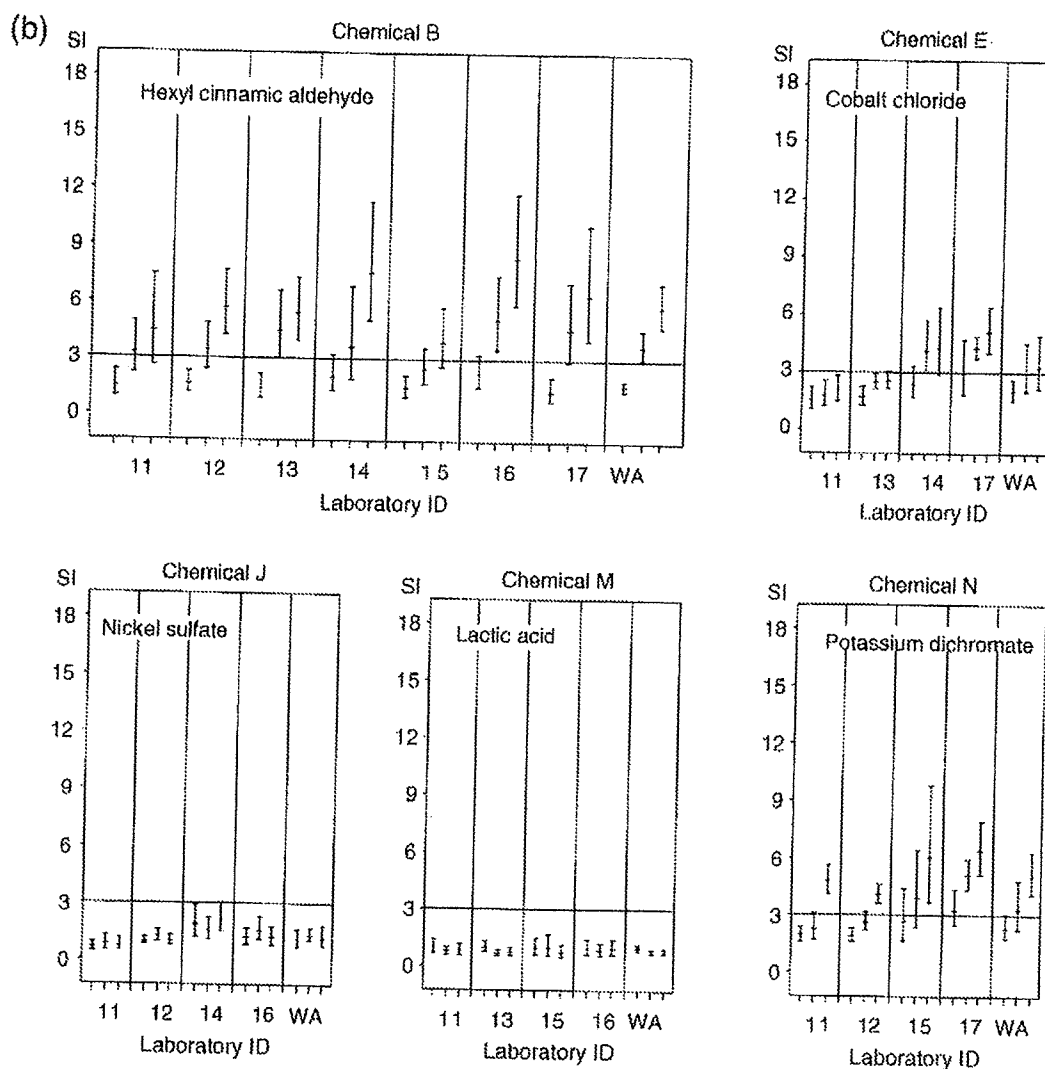 (b)
Chemical B
SI
18
15
12
9
6
3
0
Hexyl cinnamic aldehyde
11 12 13 14 15 16 17 WA
Laboratory ID
Chemical E
SI
18
15
12
9
6
3
0
Cobalt chloride
11 13 14 17 WA
Laboratory ID
Chemical J
SI
18
15
12
9
6
3
0
Nickel sulfate
11 12 14 16 WA
Laboratory ID
Chemical M
SI
18
15
12
9
6
3
0
Lactic acid
11 13 15 16 WA
Laboratory ID
Chemical N
SI
18
15
12
9
6
3
0
Potassium dichromate
11 12 15 17 WA
Laboratory ID